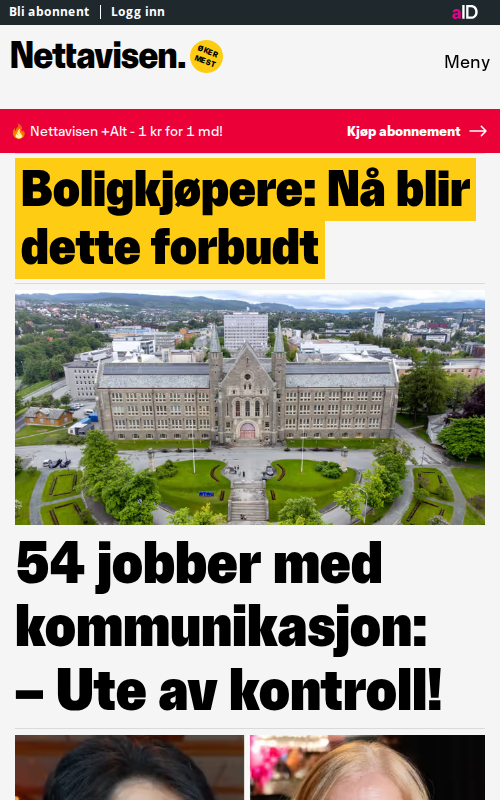 Bli abonnent | Logg inn
aID
Nettavisen.
ØKER
MEST
Meny
🔥 Nettavisen +Alt - 1 kr for 1 md!
Kjøp abonnement →
Boligkjøpere: Nå blir
dette forbudt
54 jobber med
kommunikasjon:
– Ute av kontroll!